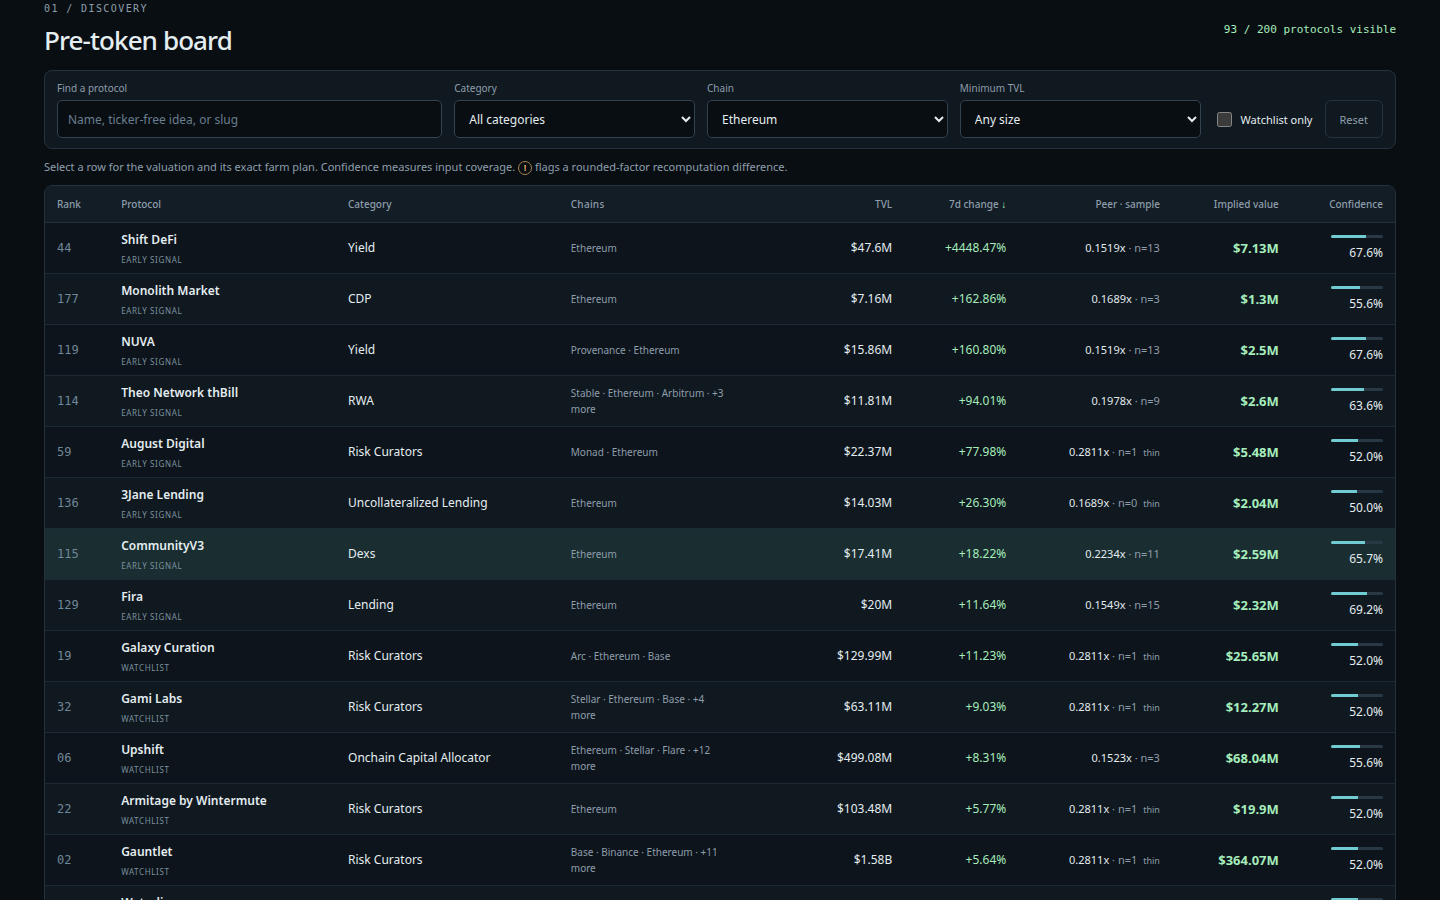 01 / DISCOVERY
Pre-token board
93 / 200 protocols visible
Find a protocol
Category
Chain
Minimum TVL
Name, ticker-free idea, or slug
All categories
Ethereum
Any size
Watchlist only
Reset
Select a row for the valuation and its exact farm plan. Confidence measures input coverage. ! flags a rounded-factor recomputation difference.
Rank Protocol Category Chains TVL 7d change ↓ Peer · sample Implied value Confidence
44 Shift DeFi Yield Ethereum $47.6M +4448.47% 0.1519x · n=13 $7.13M 67.6%
EARLY SIGNAL
177 Monolith Market CDP Ethereum $7.16M +162.86% 0.1689x · n=3 $1.3M 55.6%
EARLY SIGNAL
119 NUVA Yield Provenance · Ethereum $15.86M +160.80% 0.1519x · n=13 $2.5M 67.6%
EARLY SIGNAL
114 Theo Network thBill RWA Stable · Ethereum · Arbitrum · +3 more $11.81M +94.01% 0.1978x · n=9 $2.6M 63.6%
EARLY SIGNAL
59 August Digital Risk Curators Monad · Ethereum $22.37M +77.98% 0.2811x · n=1 thin $5.48M 52.0%
EARLY SIGNAL
136 3Jane Lending Uncollateralized Lending Ethereum $14.03M +26.30% 0.1689x · n=0 thin $2.04M 50.0%
EARLY SIGNAL
115 CommunityV3 Dexs Ethereum $17.41M +18.22% 0.2234x · n=11 $2.59M 65.7%
EARLY SIGNAL
129 Fira Lending Ethereum $20M +11.64% 0.1549x · n=15 $2.32M 69.2%
EARLY SIGNAL
19 Galaxy Curation Risk Curators Arc · Ethereum · Base $129.99M +11.23% 0.2811x · n=1 thin $25.65M 52.0%
WATCHLIST
32 Gami Labs Risk Curators Stellar · Ethereum · Base · +4 more $63.11M +9.03% 0.2811x · n=1 thin $12.27M 52.0%
WATCHLIST
06 Upshift Onchain Capital Allocator Ethereum · Stellar · Flare · +12 more $499.08M +8.31% 0.1523x · n=3 $68.04M 55.6%
WATCHLIST
22 Armitage by Wintermute Risk Curators Ethereum $103.48M +5.77% 0.2811x · n=1 thin $19.9M 52.0%
WATCHLIST
02 Gauntlet Risk Curators Base · Binance · Ethereum · +11 more $1.58B +5.64% 0.2811x · n=1 thin $364.07M 52.0%
WATCHLIST